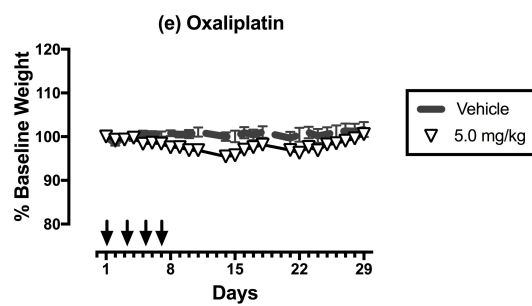 (e) Oxaliplatin
% Baseline Weight
120
110
100
90
80
1 8 15 22 29
Days
Vehicle
5.0 mg/kg